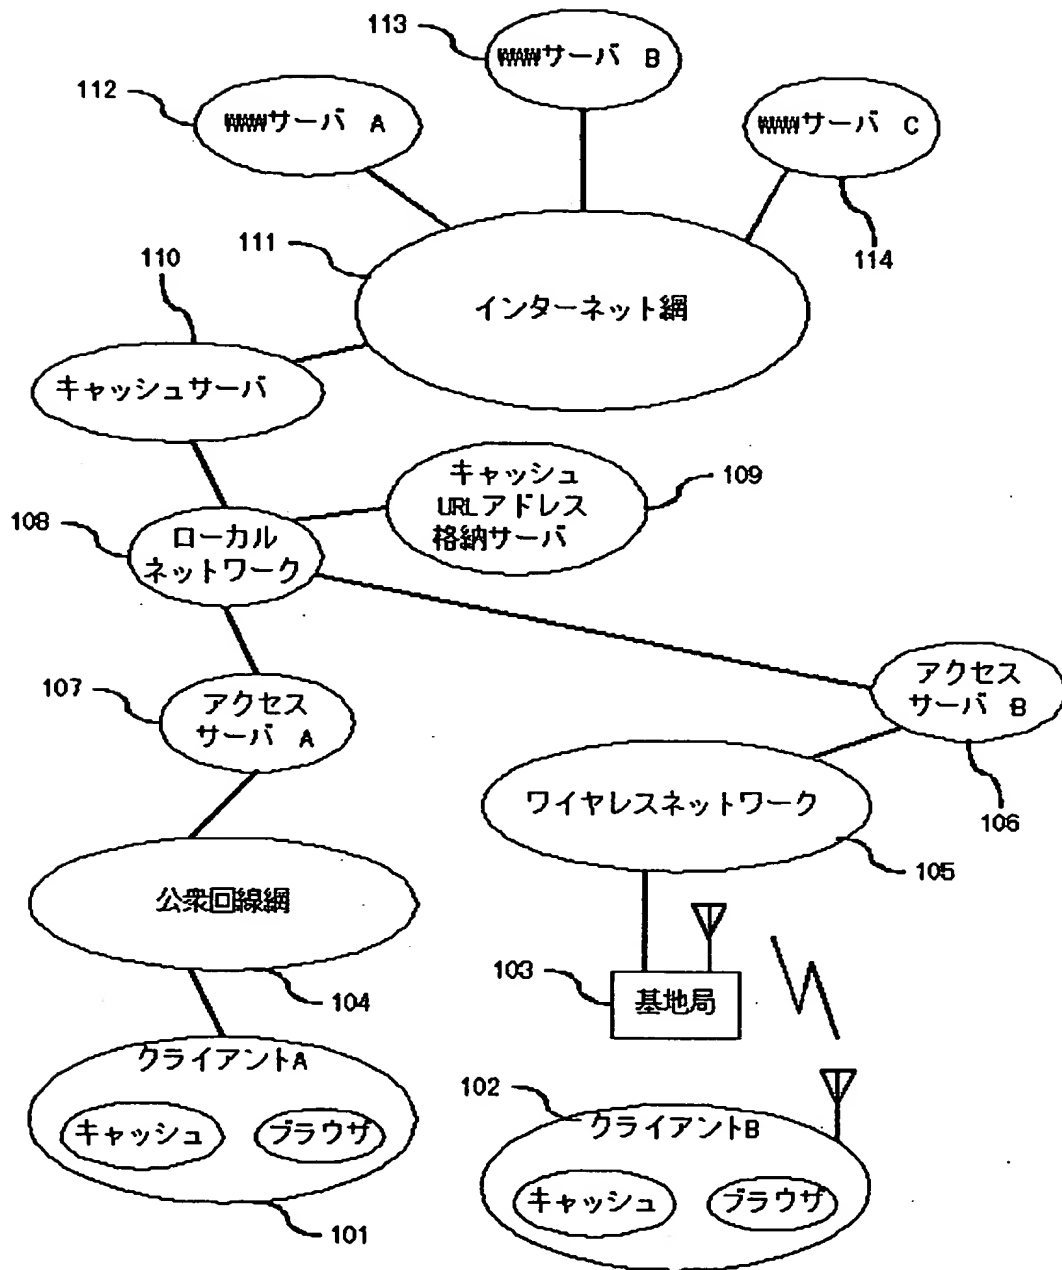 113
WWWサーバ B
112
WWWサーバ A
WWWサーバ C
114
111
110
インターネット網
キャッシュサーバ
キャッシュ
URLアドレス
格納サーバ
109
108
ローカル
ネットワーク
107
アクセス
サーバ A
アクセス
サーバ B
106
ワイヤレスネットワーク
105
公衆回線網
104
103
基地局
クライアントA
キャッシュ
ブラウザ
101
102
クライアントB
キャッシュ
ブラウザ